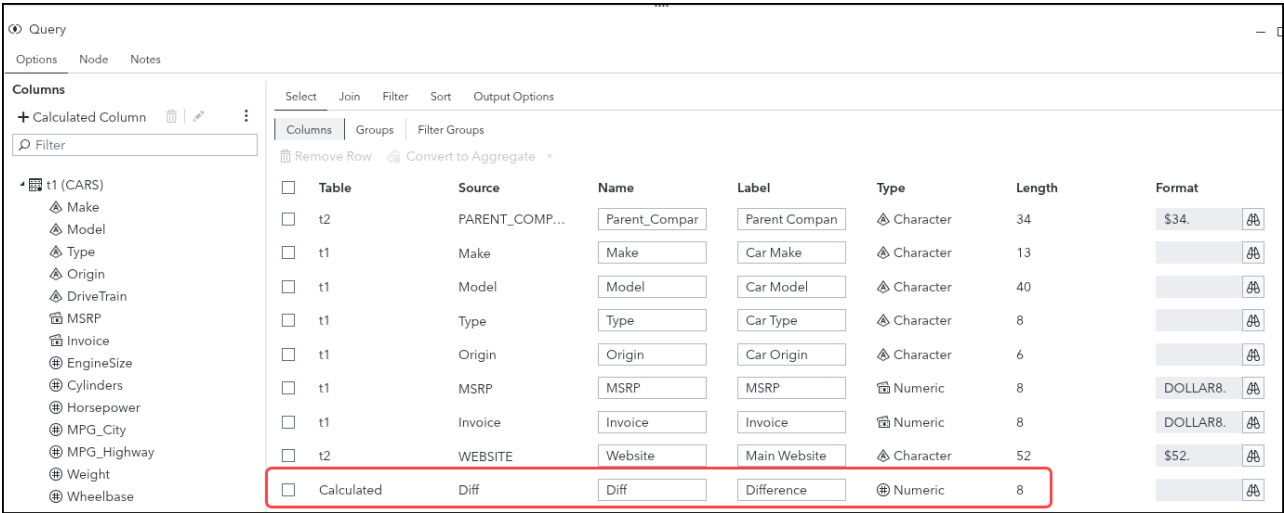 Query
Options Node Notes
Columns
+ Calculated Column
Filter
t1 (CARS)
Make
Model
Type
Origin
DriveTrain
MSRP
Invoice
EngineSize
Cylinders
Horsepower
MPG_City
MPG_Highway
Weight
Wheelbase
Select Join Filter Sort Output Options
Columns Groups Filter Groups
Remove Row Convert to Aggregate
Table Source Name Label Type Length Format
t2 PARENT_COMP... Parent_Compar Parent Compan Character 34 $34.
t1 Make Make Car Make Character 13
t1 Model Model Car Model Character 40
t1 Type Type Car Type Character 8
t1 Origin Origin Car Origin Character 6
t1 MSRP MSRP MSRP Numeric 8 DOLLAR8.
t1 Invoice Invoice Invoice Numeric 8 DOLLAR8.
t2 WEBSITE Website Main Website Character 52 $52.
Calculated Diff Diff Difference Numeric 8